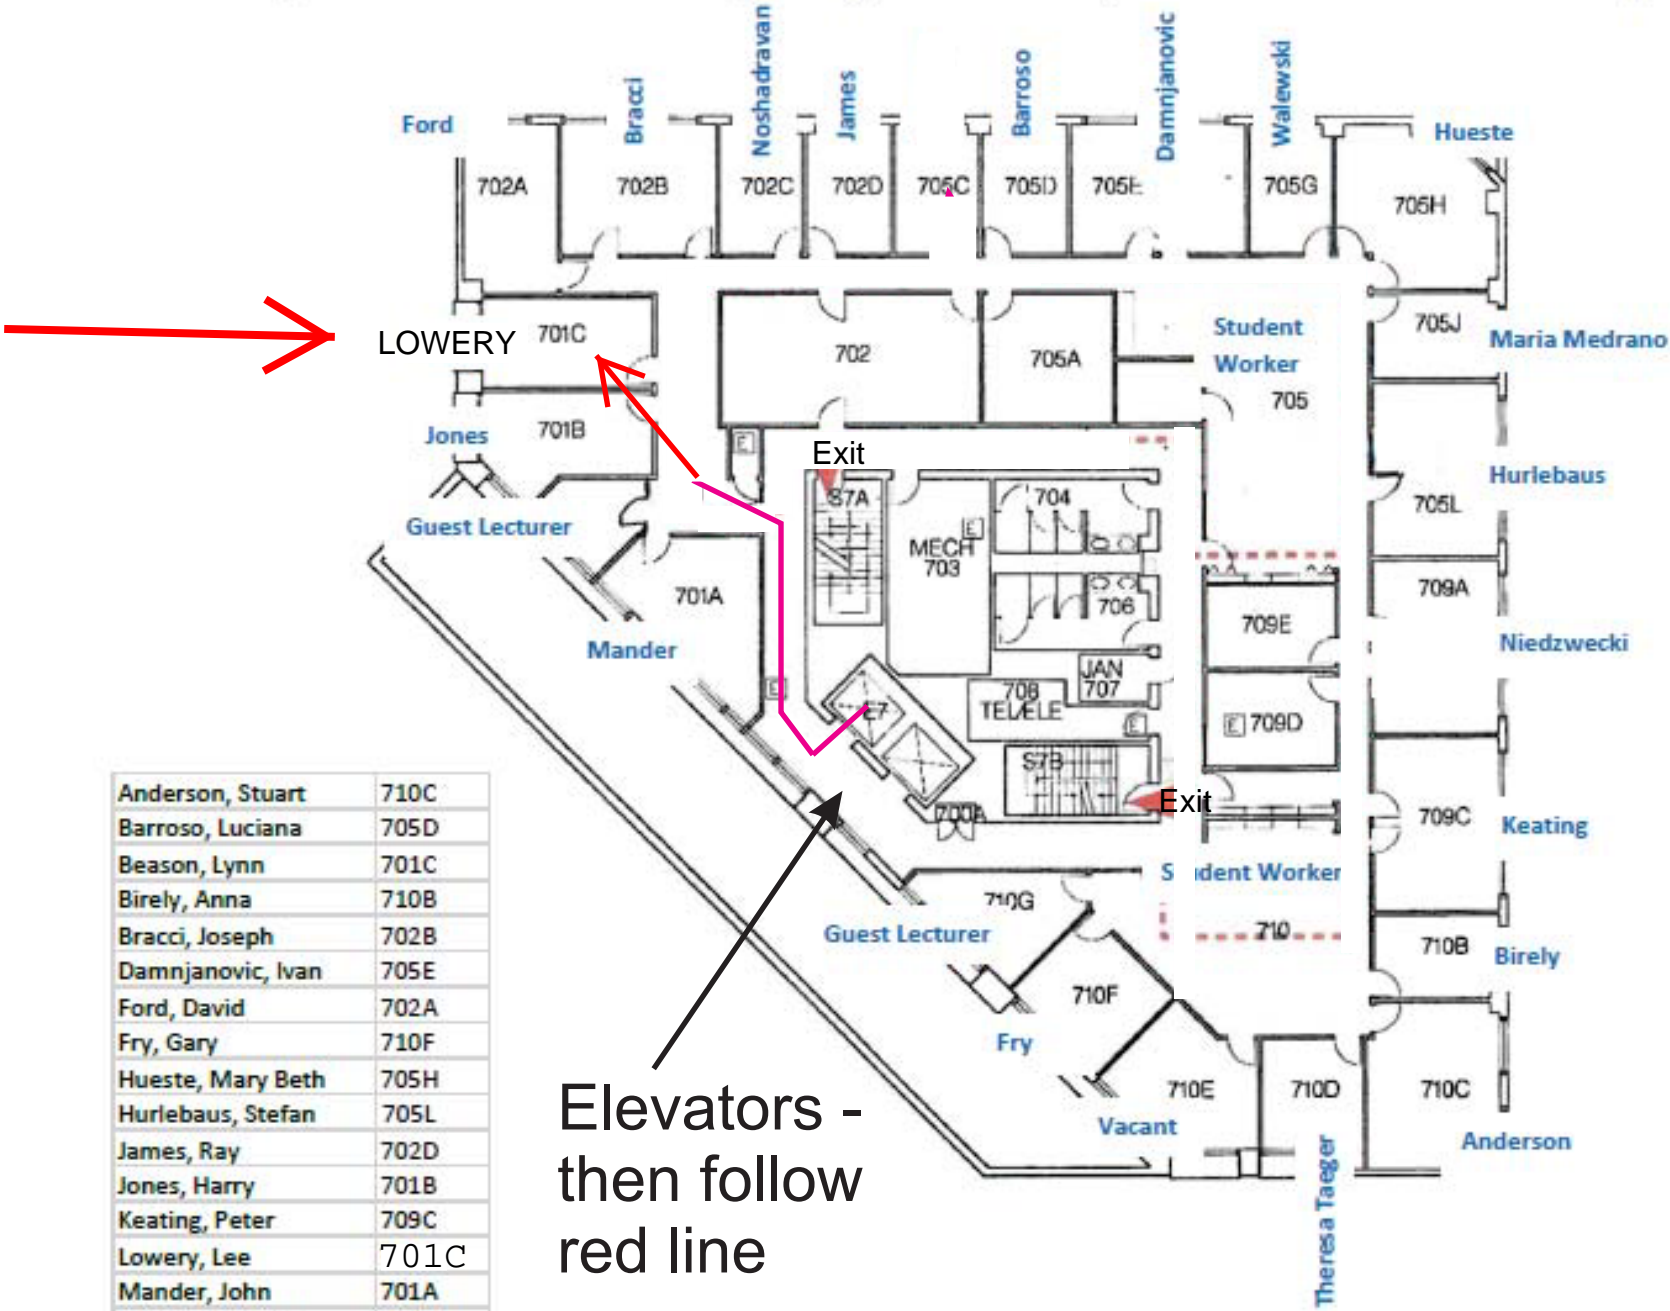 Ford
Bracci
Noshadravan
James
Barroso
Damnjanovic
Walewski
Hueste
702A
702B
702C
702D
705C
705D
705E
705G
705H
LOWERY
701C
702
705A
Student
Worker
705
705J
Maria Medrano
Jones
701B
E
Exit
S7A
704
Hurlebaus
705L
Guest Lecturer
MECH
703
E
701A
706
709E
709A
Mander
Niedzwecki
E
E7
JAN
707
708
TEL/ELE
E
E 709D
S7B
700A
Exit
709C
Keating
Student Worker
710G
Guest Lecturer
710
710B
Birely
710F
Fry
710E
Vacant
710D
Theresa Taeger
710C
Anderson
Elevators -
then follow
red line
Anderson, Stuart 710C
Barroso, Luciana 705D
Beason, Lynn 701C
Birely, Anna 710B
Bracci, Joseph 702B
Damnjanovic, Ivan 705E
Ford, David 702A
Fry, Gary 710F
Hueste, Mary Beth 705H
Hurlebaus, Stefan 705L
James, Ray 702D
Jones, Harry 701B
Keating, Peter 709C
Lowery, Lee 701C
Mander, John 701A